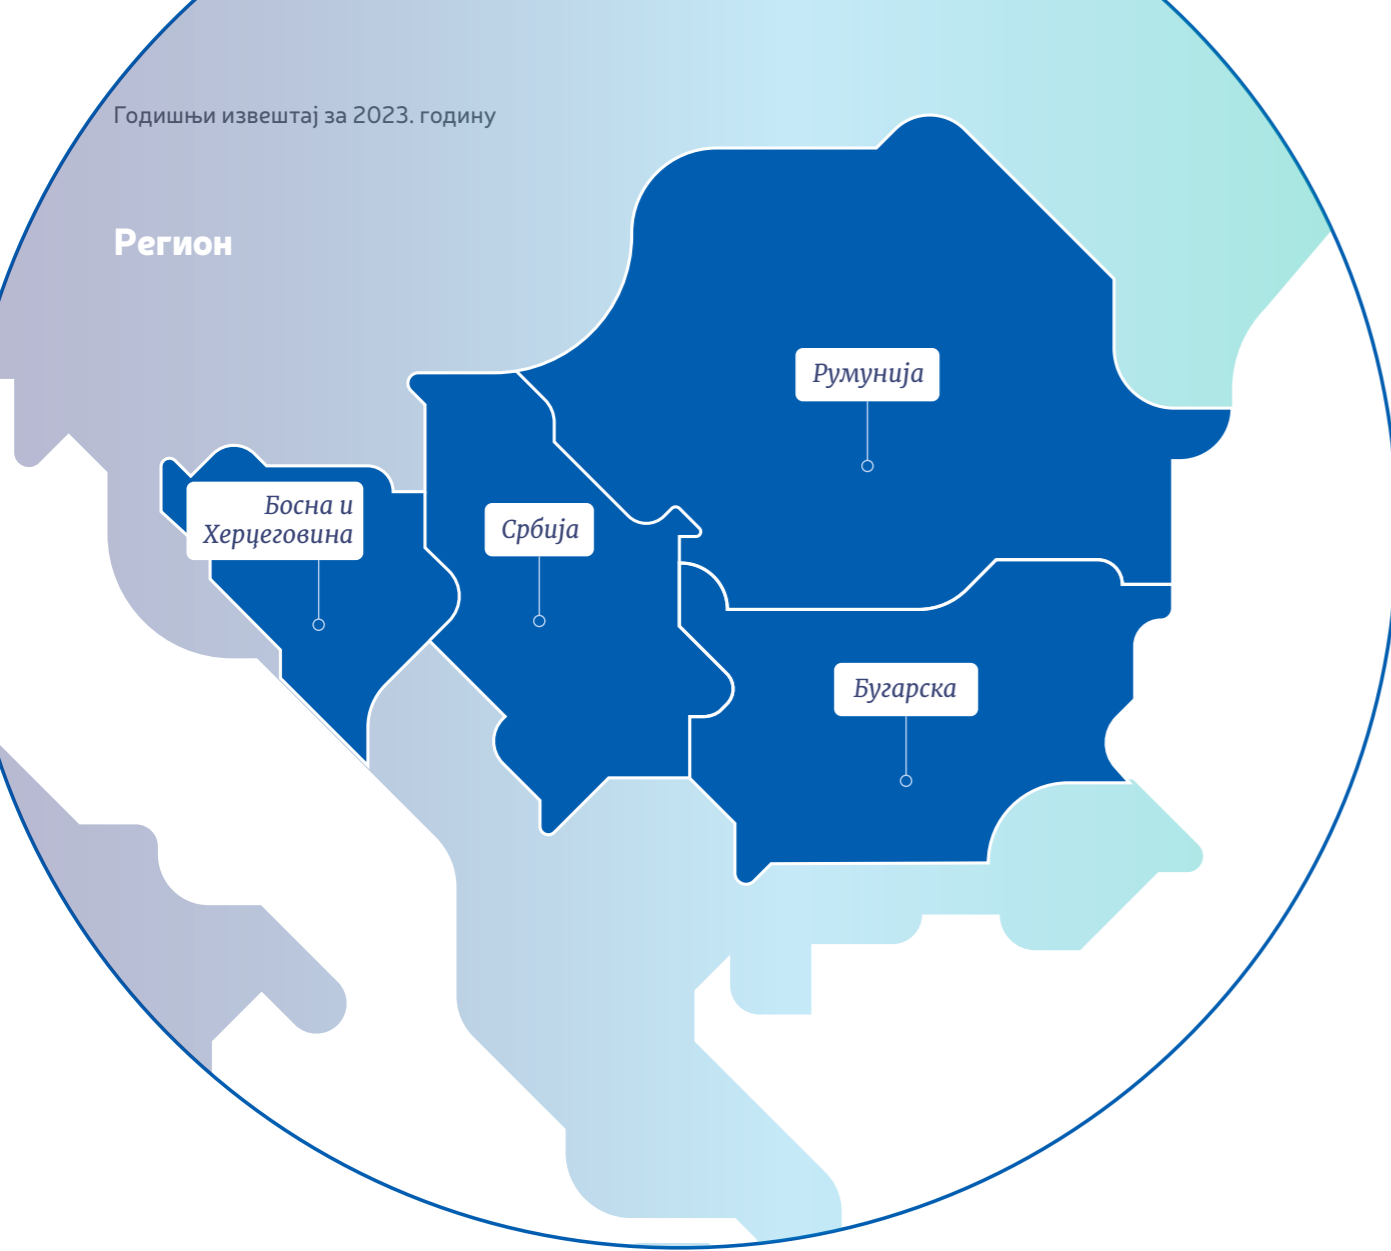 Годишњи извештај за 2023. годину
Регион
Румунија
Босна и
Херцеговина
Србија
Бугарска